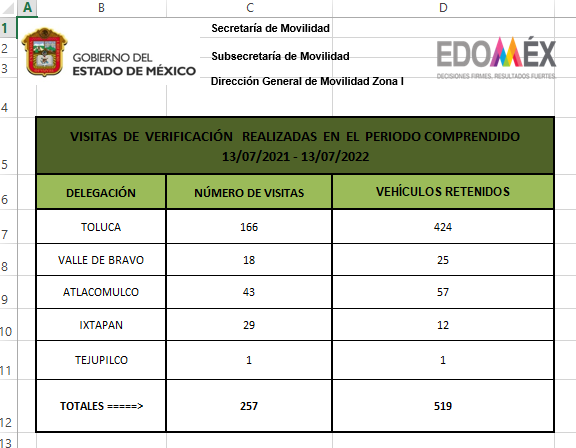 A B C D
1 Secretaría de Movilidad
2 Subsecretaría de Movilidad
3 Dirección General de Movilidad Zona I
GOBIERNO DEL
ESTADO DE MÉXICO
EDOMÉX
DECISIONES FIRMES, RESULTADOS FUERTES.
4
VISITAS DE VERIFICACIÓN REALIZADAS EN EL PERIODO COMPRENDIDO
5 13/07/2021 - 13/07/2022
6 DELEGACIÓN NÚMERO DE VISITAS VEHÍCULOS RETENIDOS
7 TOLUCA 166 424
8 VALLE DE BRAVO 18 25
9 ATLACOMULCO 43 57
10 IXTAPAN 29 12
11 TEJUPILCO 1 1
12 TOTALES =====> 257 519
13